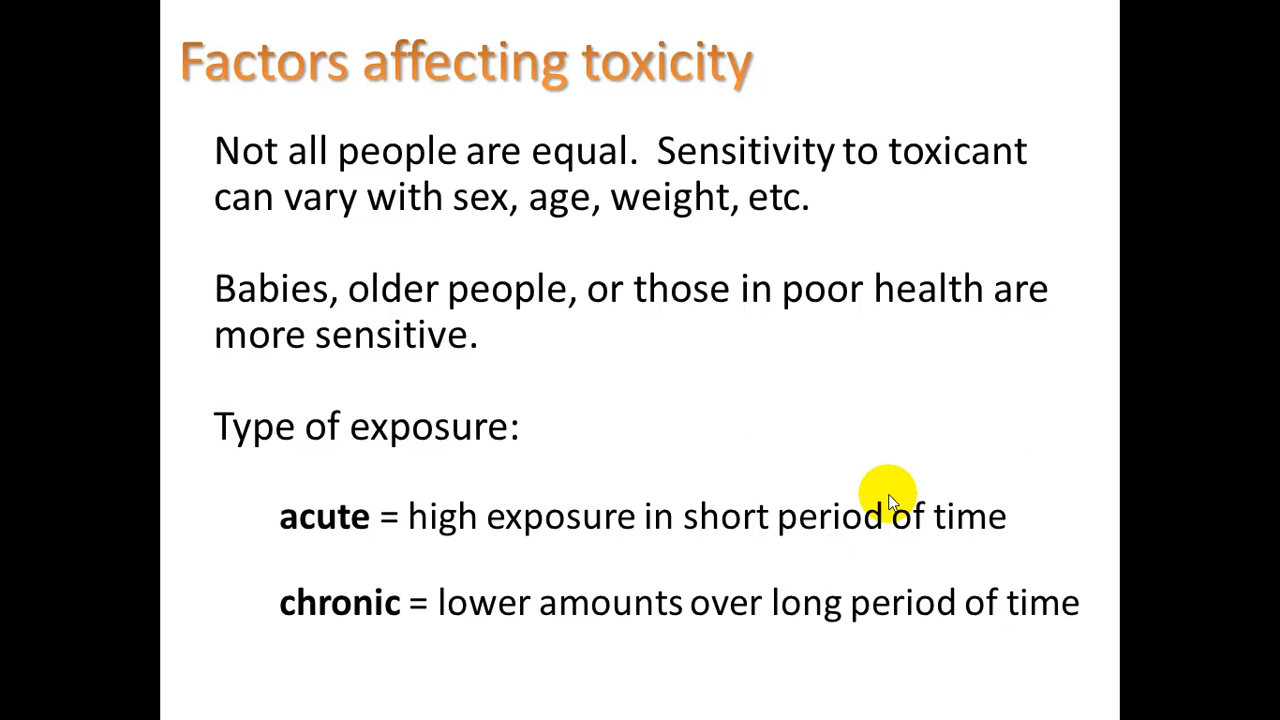 Factors affecting toxicity
Not all people are equal.  Sensitivity to toxicant
can vary with sex, age, weight, etc.
Babies, older people, or those in poor health are
more sensitive.
Type of exposure:
acute = high exposure in short period of time
chronic = lower amounts over long period of time